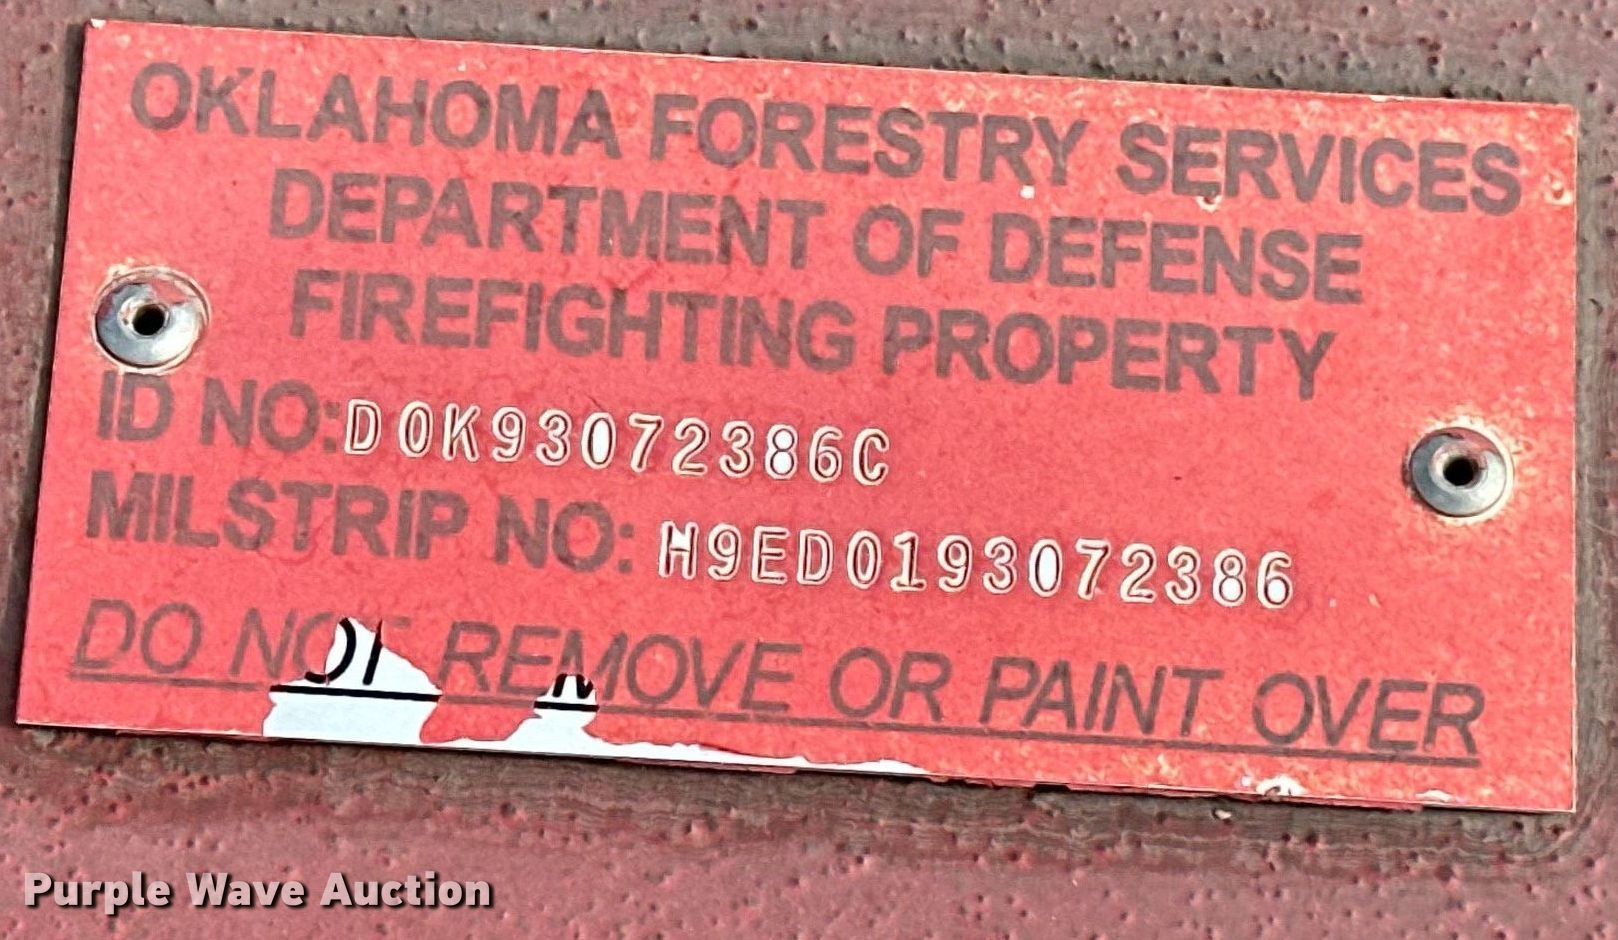 OKLAHOMA FORESTRY SERVICES
DEPARTMENT OF DEFENSE
FIREFIGHTING PROPERTY
ID NO: D0K93072386C
MILSTRIP NO: H9ED0193072386
DO NOT REMOVE OR PAINT OVER
Purple Wave Auction